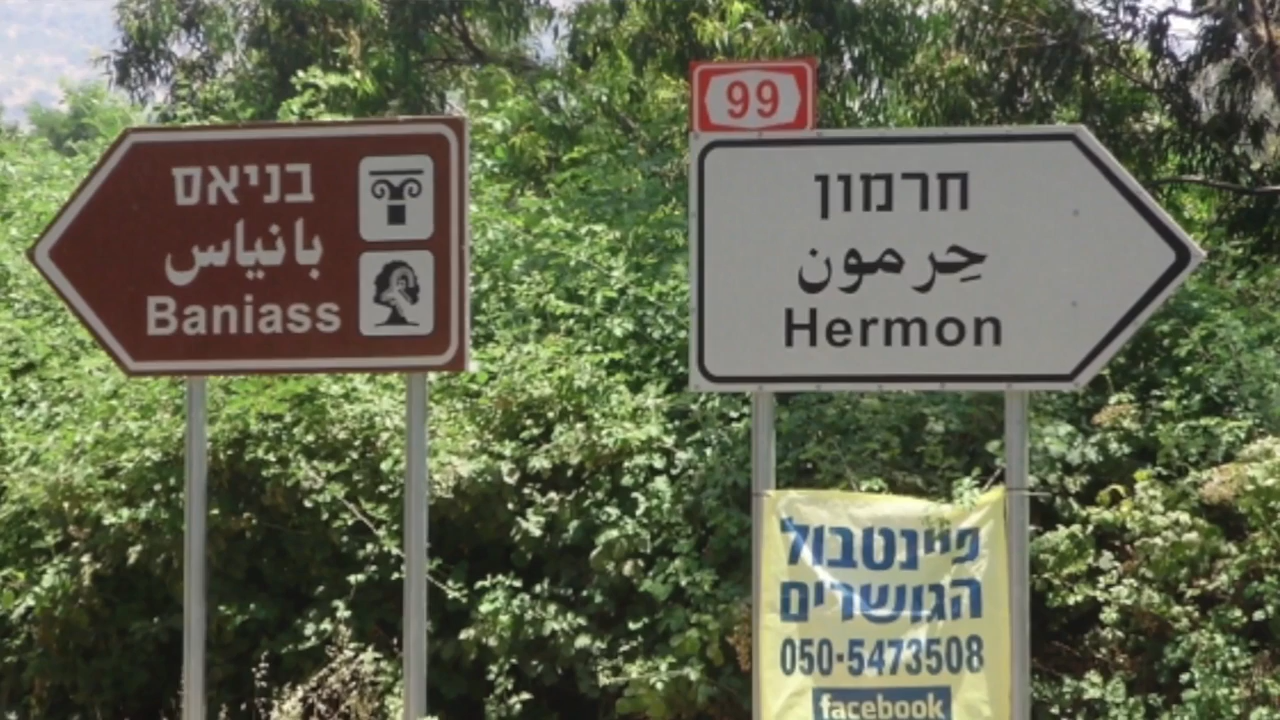 בניאס
بانياس
Baniass
99
חרמון
حِرمون
Hermon
פיינטבול
הגושרים
050-5473508
facebook